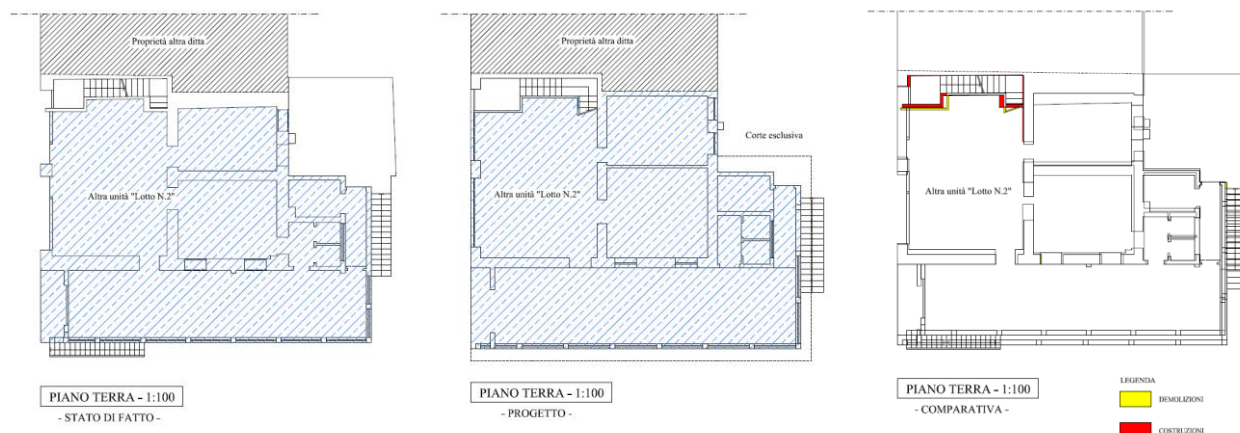 Proprietà altra ditta
Altra unità "Lotto N.2"
PIANO TERRA - 1:100
- STATO DI FATTO -
Proprietà altra ditta
Corte esclusiva
Altra unità "Lotto N.2"
PIANO TERRA - 1:100
- PROGETTO -
Altra unità "Lotto N.2"
PIANO TERRA - 1:100
- COMPARATIVA -
LEGENDA
DEMOLIZIONI
COSTRUZIONI